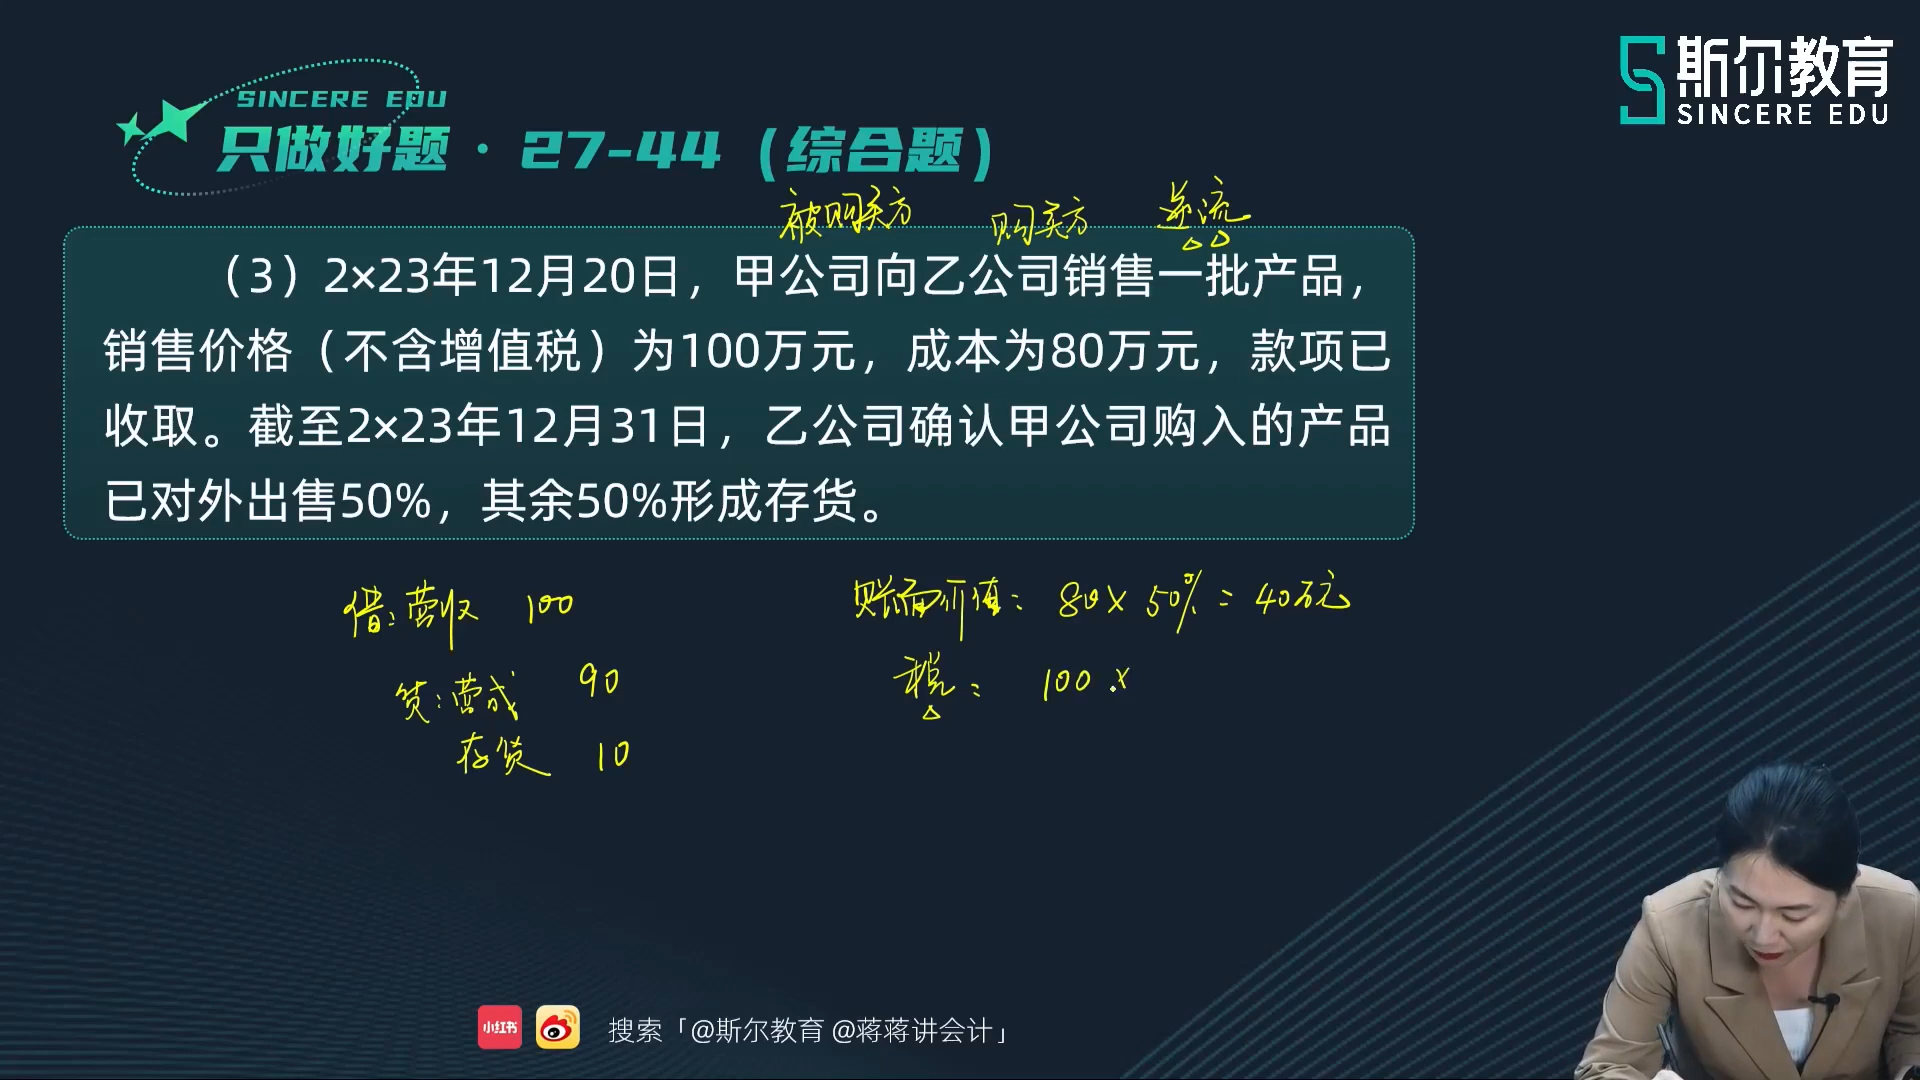 SINCERE EDU
只做好题·27-44（综合题）
斯尔教育
SINCERE EDU
被购买方 购买方 逆流
（3）2×23年12月20日，甲公司向乙公司销售一批产品，
销售价格（不含增值税）为100万元，成本为80万元，款项已
收取。截至2×23年12月31日，乙公司确认甲公司购入的产品
已对外出售50%，其余50%形成存货。
借：营收 100
贷：营成 90
存货 10
账面价值：80×50%=40万元
税：100×
小红书
搜索「@斯尔教育 @蒋蒋讲会计」